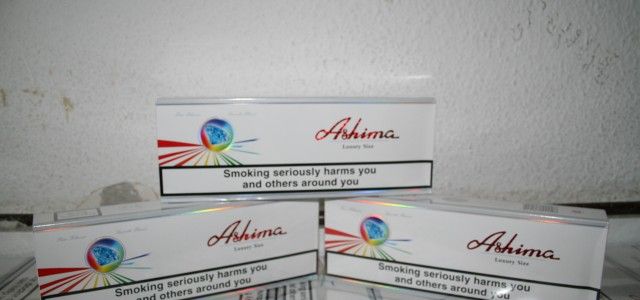 Ashima
Luxury Size
Smoking seriously harms you
and others around you
Ashima
Luxury Size
Smoking seriously harms you
and others around you
Ashima
Luxury Size
Smoking seriously harms you
and others around you